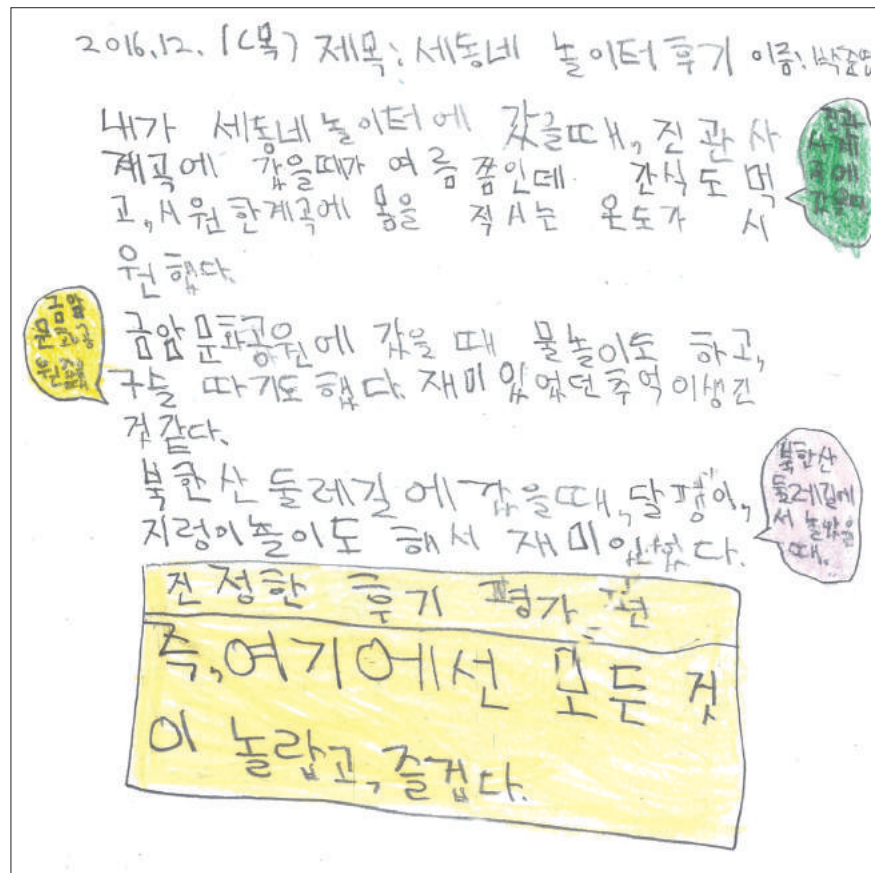 2016.12.1(목) 제목: 세동네 놀이터 후기 이름: 박준영
내가 세동네 놀이터에 갔을때, 진관사
계곡에 갔을때가 여름쯤인데 간식도 먹
고, 시원한계곡에 몸을 적시는 온도가 시
원했다.
진관
사계
곡에
갔을때
금암문화공원에 갔을 때 물놀이도 하고,
구슬 따기도 했다. 재미있었던추억이생긴
것같다.
금암
문화공
원
북한산 둘레길에갔을때, 달팽이,
지렁이놀이도 해서 재미있었다.
북한산
둘레길에
서 놀았을
때.
진정한 후기 평가
즉, 여기에선 모든 것
이 놀랍고, 즐겁다.